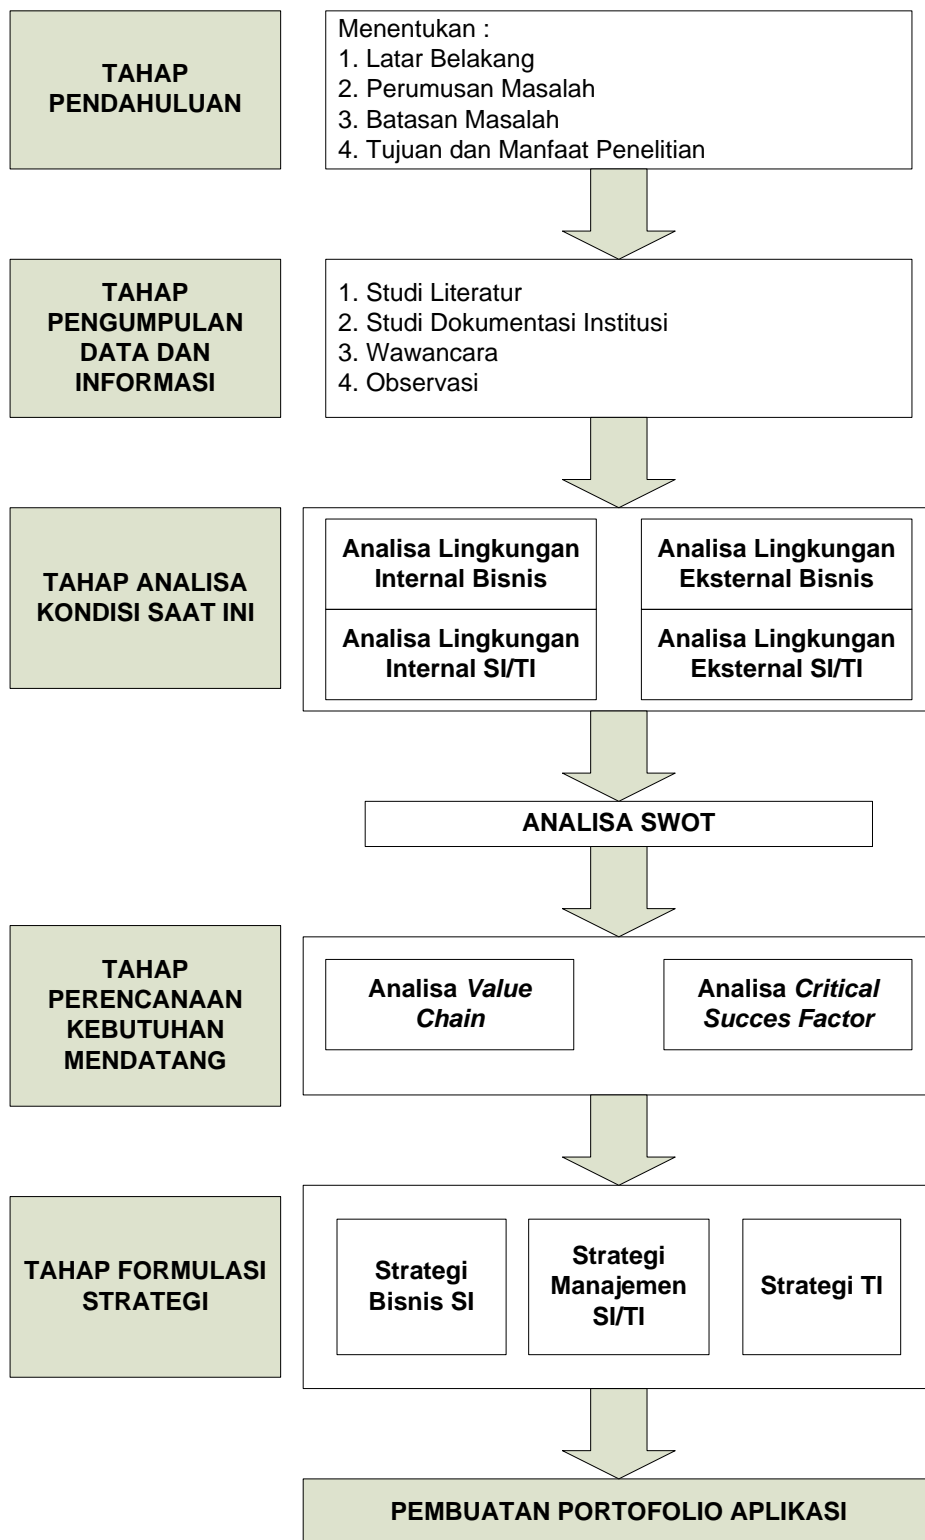 TAHAP
PENDAHULUAN
Menentukan :
1. Latar Belakang
2. Perumusan Masalah
3. Batasan Masalah
4. Tujuan dan Manfaat Penelitian
TAHAP
PENGUMPULAN
DATA DAN
INFORMASI
1. Studi Literatur
2. Studi Dokumentasi Institusi
3. Wawancara
4. Observasi
TAHAP ANALISA
KONDISI SAAT INI
Analisa Lingkungan
Internal Bisnis
Analisa Lingkungan
Eksternal Bisnis
Analisa Lingkungan
Internal SI/TI
Analisa Lingkungan
Eksternal SI/TI
ANALISA SWOT
TAHAP
PERENCANAAN
KEBUTUHAN
MENDATANG
Analisa Value
Chain
Analisa Critical
Succes Factor
TAHAP FORMULASI
STRATEGI
Strategi
Bisnis SI
Strategi
Manajemen
SI/TI
Strategi TI
PEMBUATAN PORTOFOLIO APLIKASI